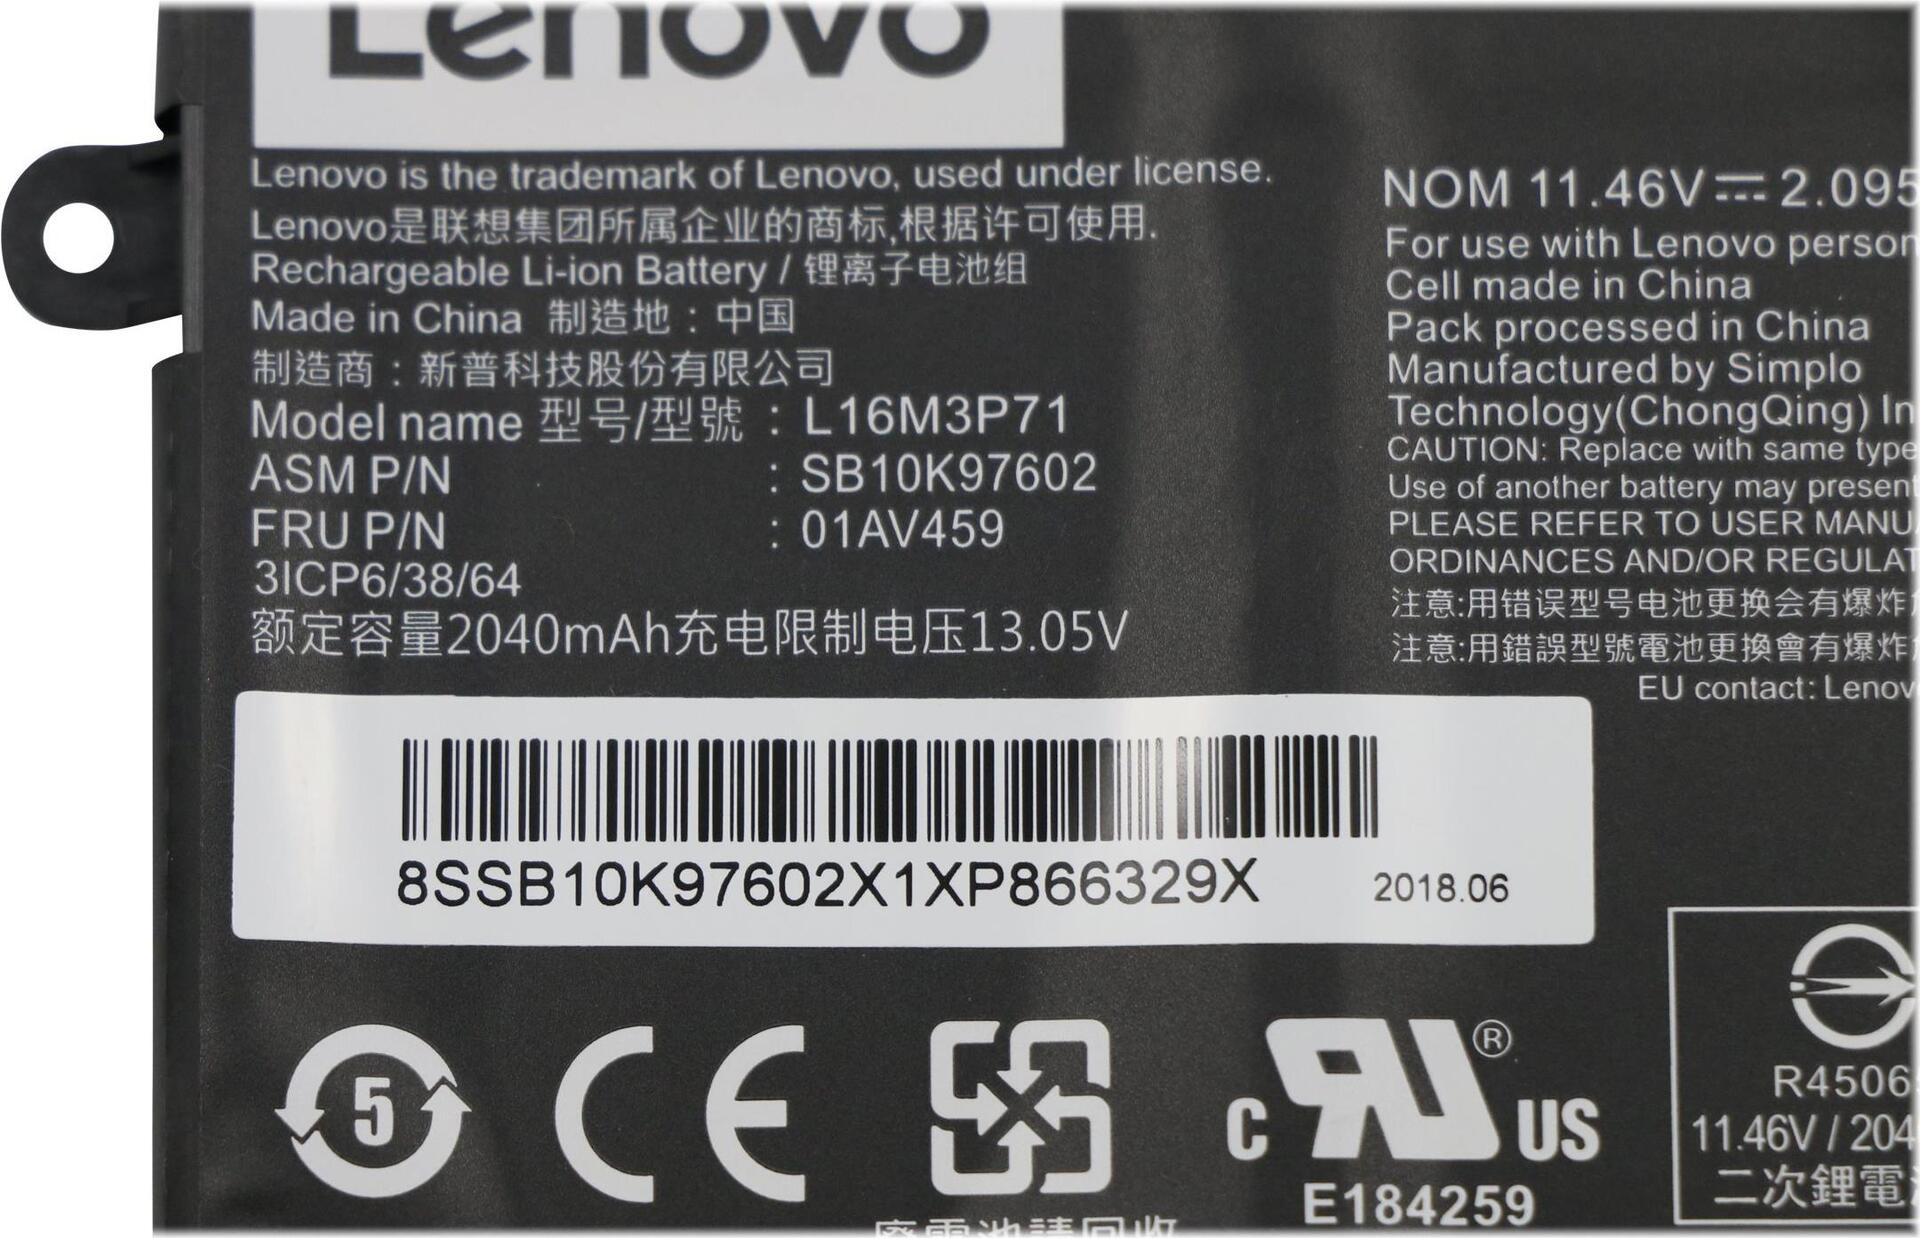 Lenovo
Lenovo is the trademark of Lenovo, used under license.
Lenovo是联想集团所属企业的商标,根据许可使用.
Rechargeable Li-ion Battery / 锂离子电池组
Made in China 制造地：中国
制造商：新普科技股份有限公司
Model name 型号/型號：L16M3P71
ASM P/N : SB10K97602
FRU P/N : 01AV459
3ICP6/38/64
额定容量2040mAh充电限制电压13.05V
NOM 11.46V⎓2.095
For use with Lenovo person
Cell made in China
Pack processed in China
Manufactured by Simplo
Technology(ChongQing) In
CAUTION: Replace with same type
Use of another battery may present
PLEASE REFER TO USER MANU
ORDINANCES AND/OR REGULAT
注意:用错误型号电池更换会有爆炸
注意:用錯誤型號電池更換會有爆炸
EU contact: Lenov
8SSB10K97602X1XP866329X 2018.06
5
CE
C UR ® US
E184259
R4506
11.46V / 204
二次鋰電
廢電池請回收